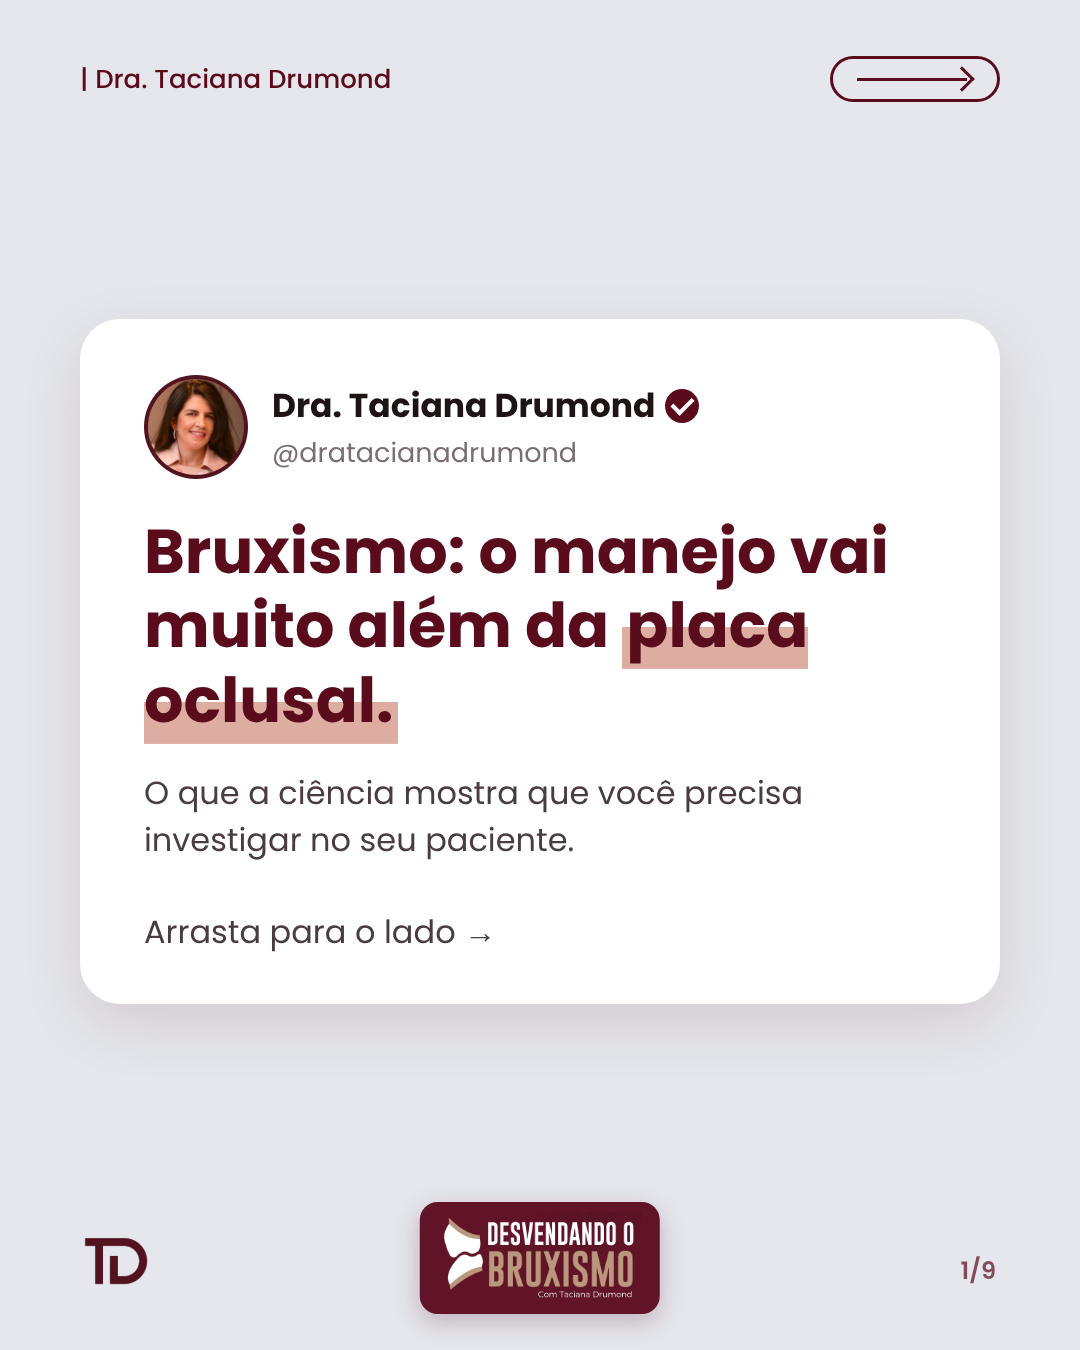 | Dra. Taciana Drumond
Dra. Taciana Drumond
@dratacianadrumond
Bruxismo: o manejo vai
muito além da placa
oclusal.
O que a ciência mostra que você precisa
investigar no seu paciente.
Arrasta para o lado →
TD
DESVENDANDO O
BRUXISMO
Com Taciana Drumond
1/9